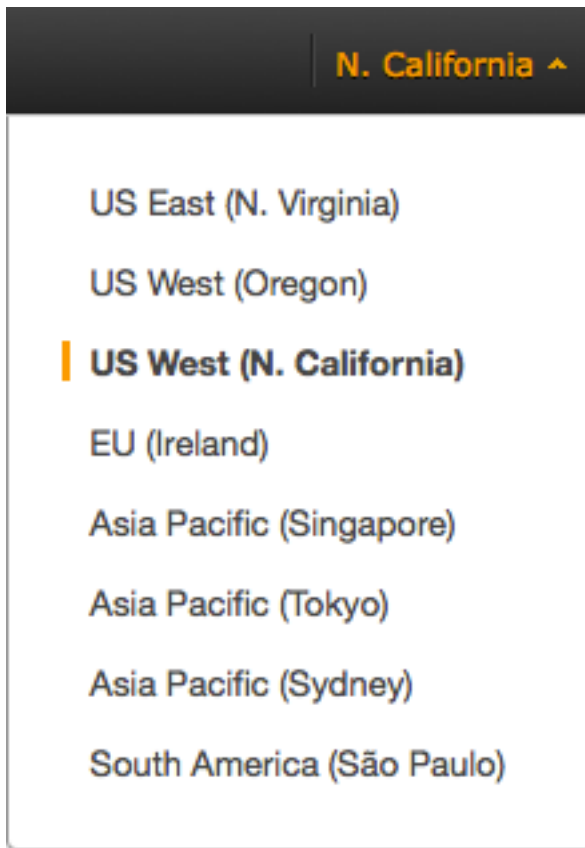 N. California
US East (N. Virginia)
US West (Oregon)
US West (N. California)
EU (Ireland)
Asia Pacific (Singapore)
Asia Pacific (Tokyo)
Asia Pacific (Sydney)
South America (São Paulo)